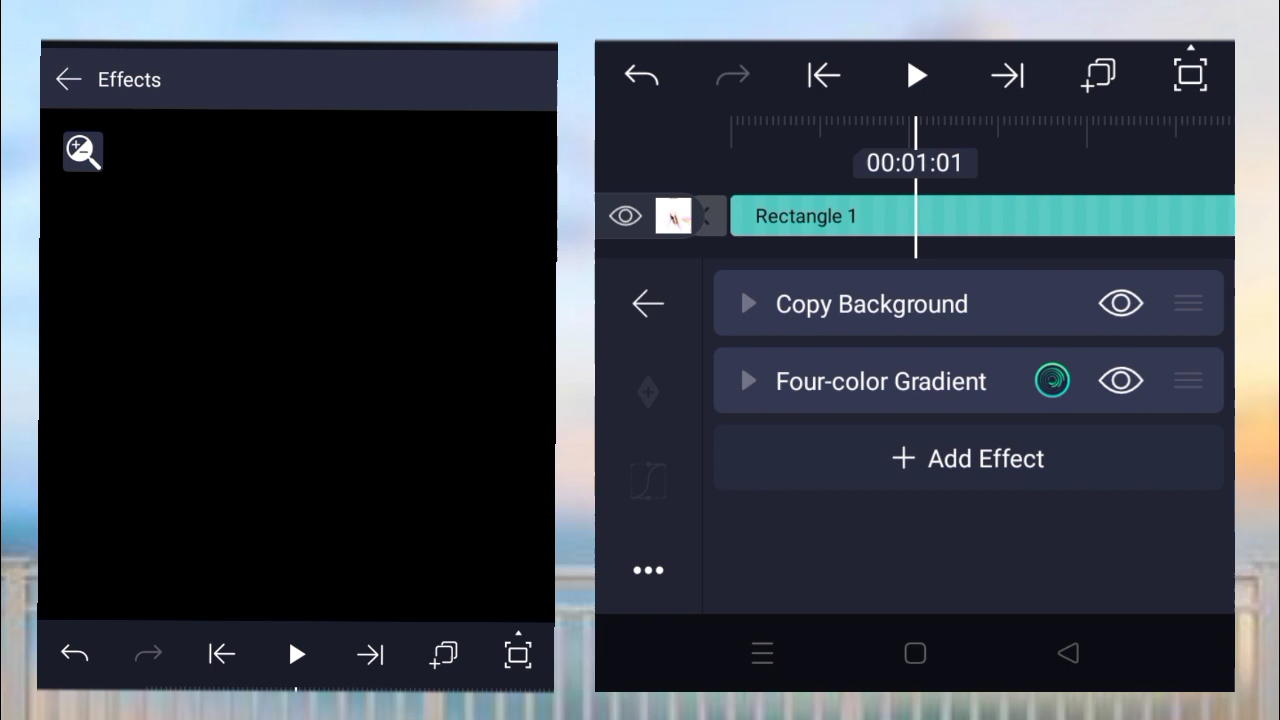 Effects
00:01:01
Rectangle 1
Copy Background
Four-color Gradient
+ Add Effect